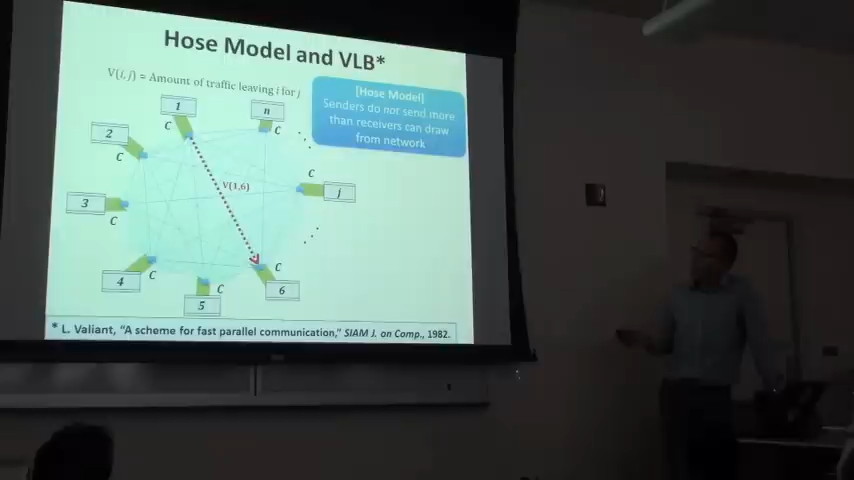 Hose Model and VLB*
V(i,j) = Amount of traffic leaving i for j
[Hose Model]
Senders do not send more
than receivers can draw
from network
1
n
C
C
2
C
C
V(1,6)
j
3
C
C
4
C
C
6
5
* L. Valiant, "A scheme for fast parallel communication," SIAM J. on Comp., 1982.